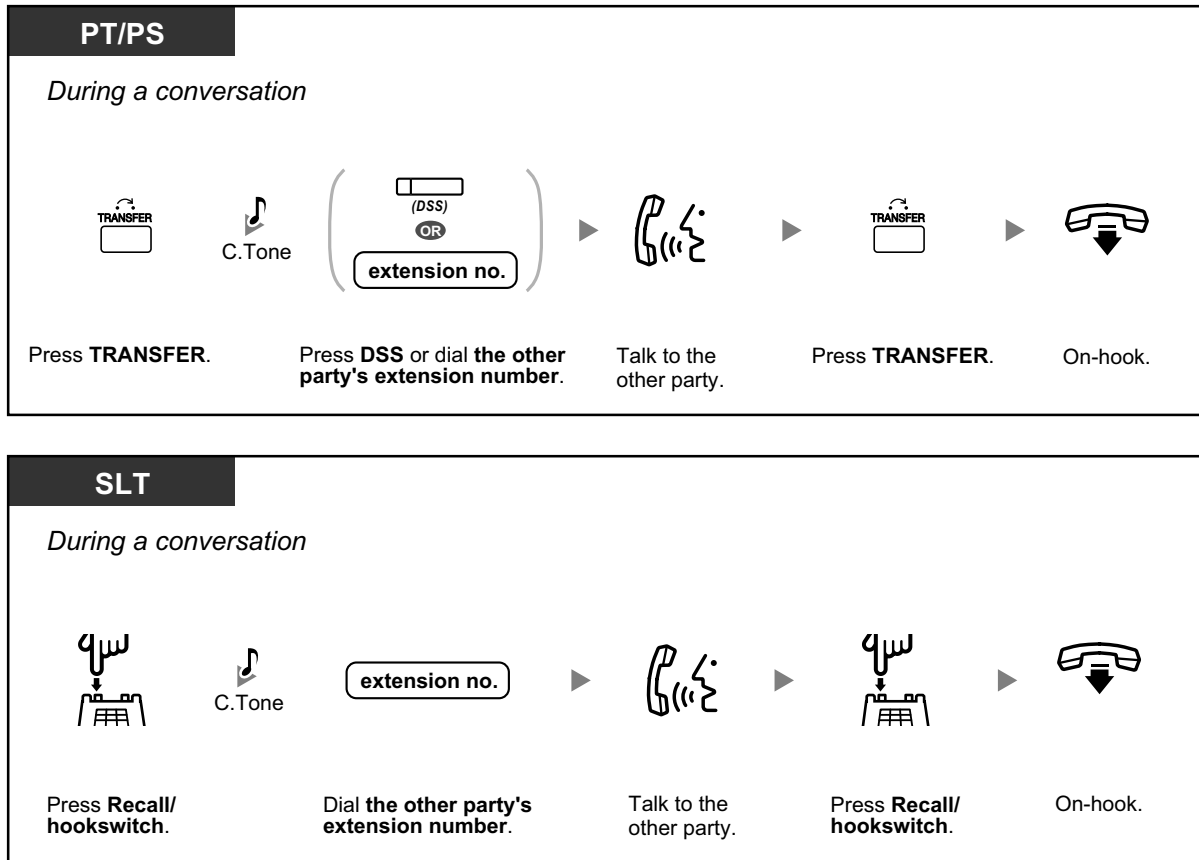 PT/PS
During a conversation
TRANSFER
C.Tone
(DSS)
OR
extension no.
TRANSFER
Press TRANSFER.
Press DSS or dial the other
party's extension number.
Talk to the
other party.
Press TRANSFER.
On-hook.
SLT
During a conversation
C.Tone
extension no.
Press Recall/
hookswitch.
Dial the other party's
extension number.
Talk to the
other party.
Press Recall/
hookswitch.
On-hook.